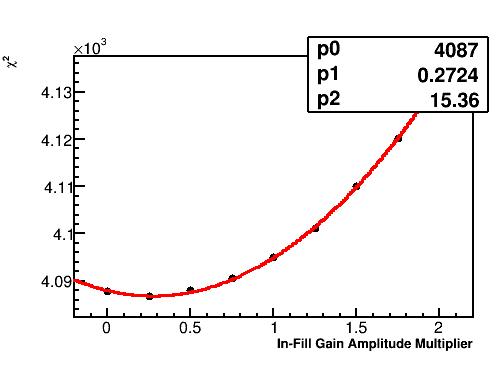 ×10³
χ²
p0 4087
p1 0.2724
p2 15.36
4.13
4.12
4.11
4.1
4.09
0 0.5 1 1.5 2
In-Fill Gain Amplitude Multiplier